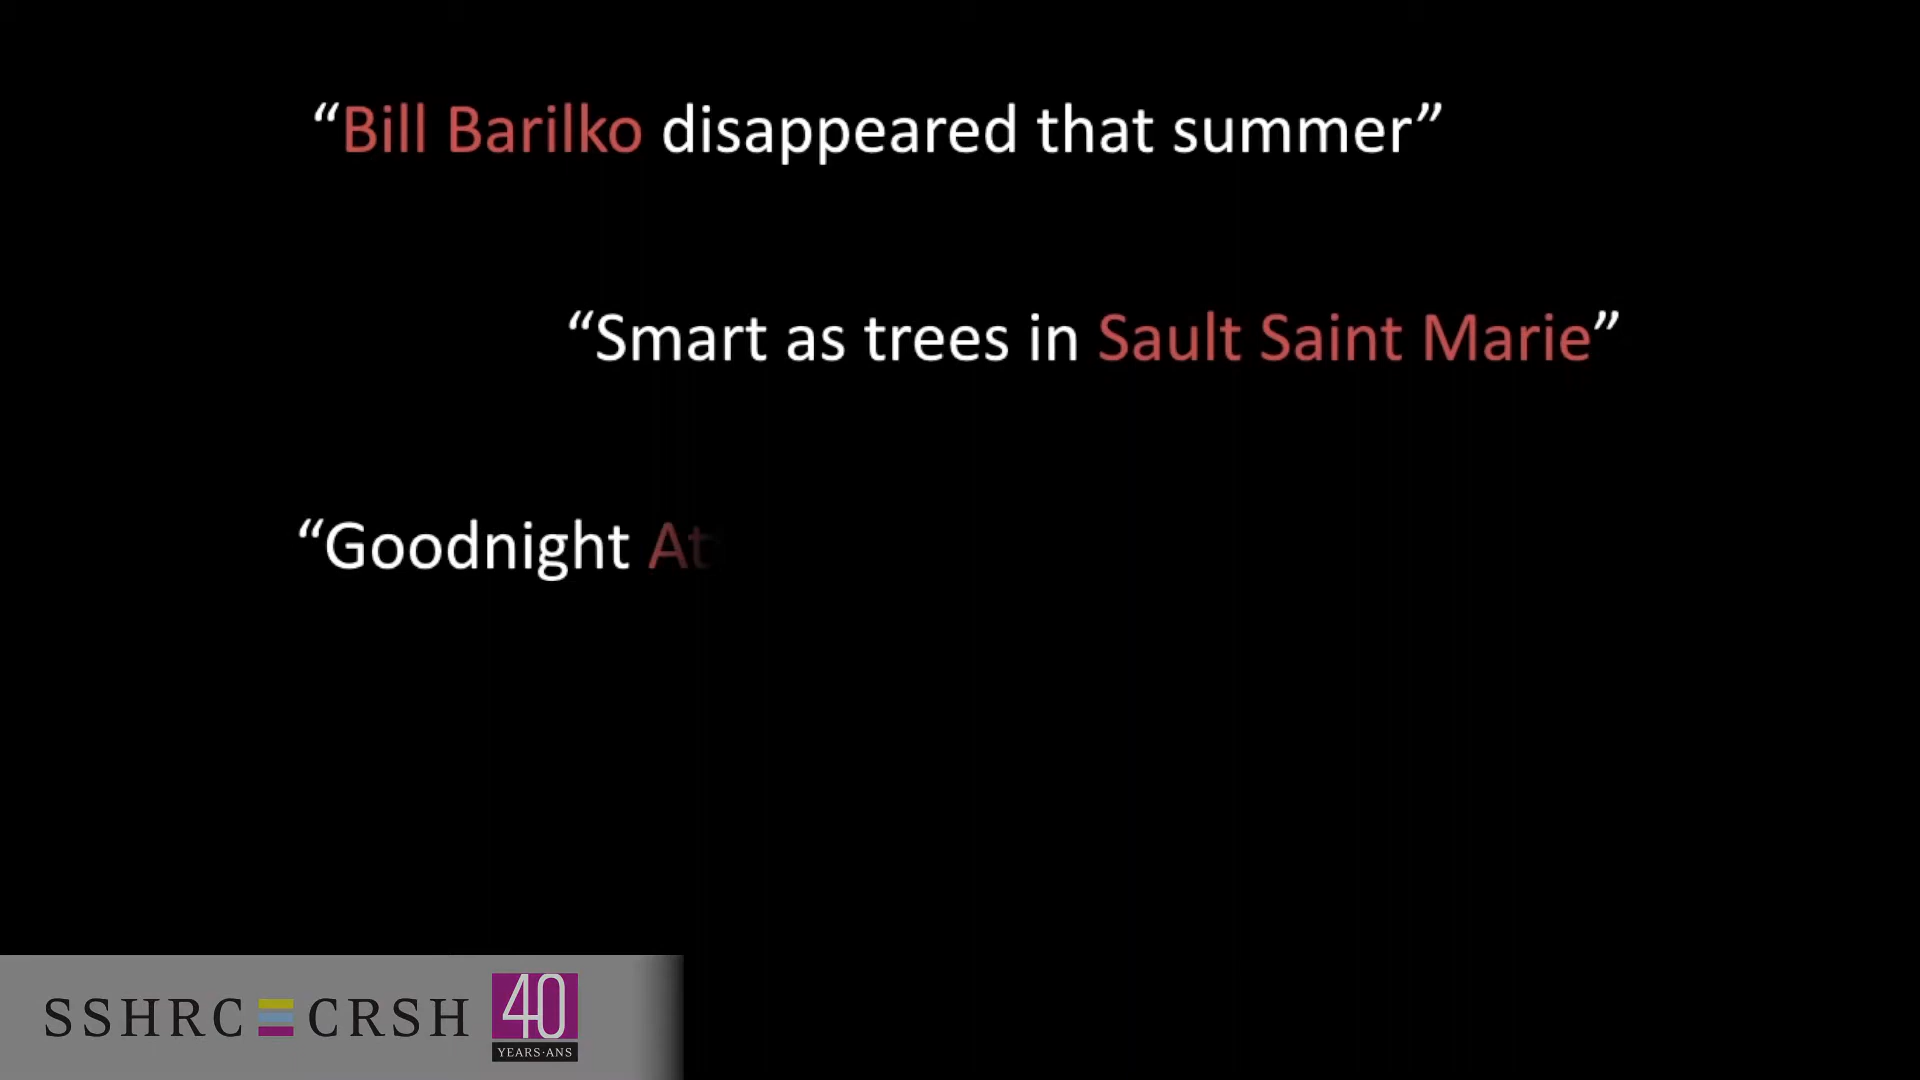 “Bill Barilko disappeared that summer”
“Smart as trees in Sault Saint Marie”
“Goodnight
SSHRC CRSH
40
YEARS·ANS